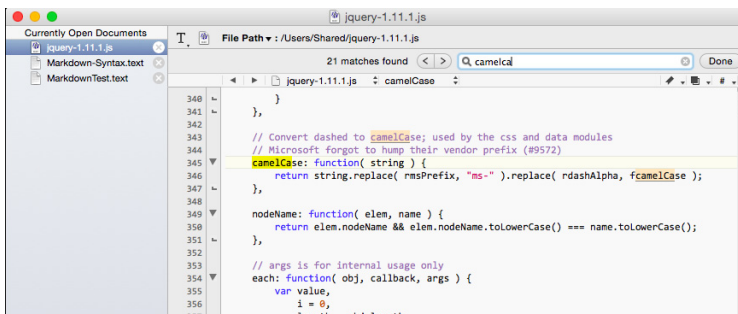 jquery-1.11.1.js
Currently Open Documents
jquery-1.11.1.js
Markdown-Syntax.text
MarkdownTest.text
T File Path ▾ : /Users/Shared/jquery-1.11.1.js
21 matches found < > camelca Done
jquery-1.11.1.js camelCase #
340 }
341 },
342
343 // Convert dashed to camelCase; used by the css and data modules
344 // Microsoft forgot to hump their vendor prefix (#9572)
345 camelCase: function( string ) {
346 return string.replace( rmsPrefix, "ms-" ).replace( rdashAlpha, fcamelCase );
347 },
348
349 nodeName: function( elem, name ) {
350 return elem.nodeName && elem.nodeName.toLowerCase() === name.toLowerCase();
351 },
352
353 // args is for internal usage only
354 each: function( obj, callback, args ) {
355 var value,
356 i = 0,